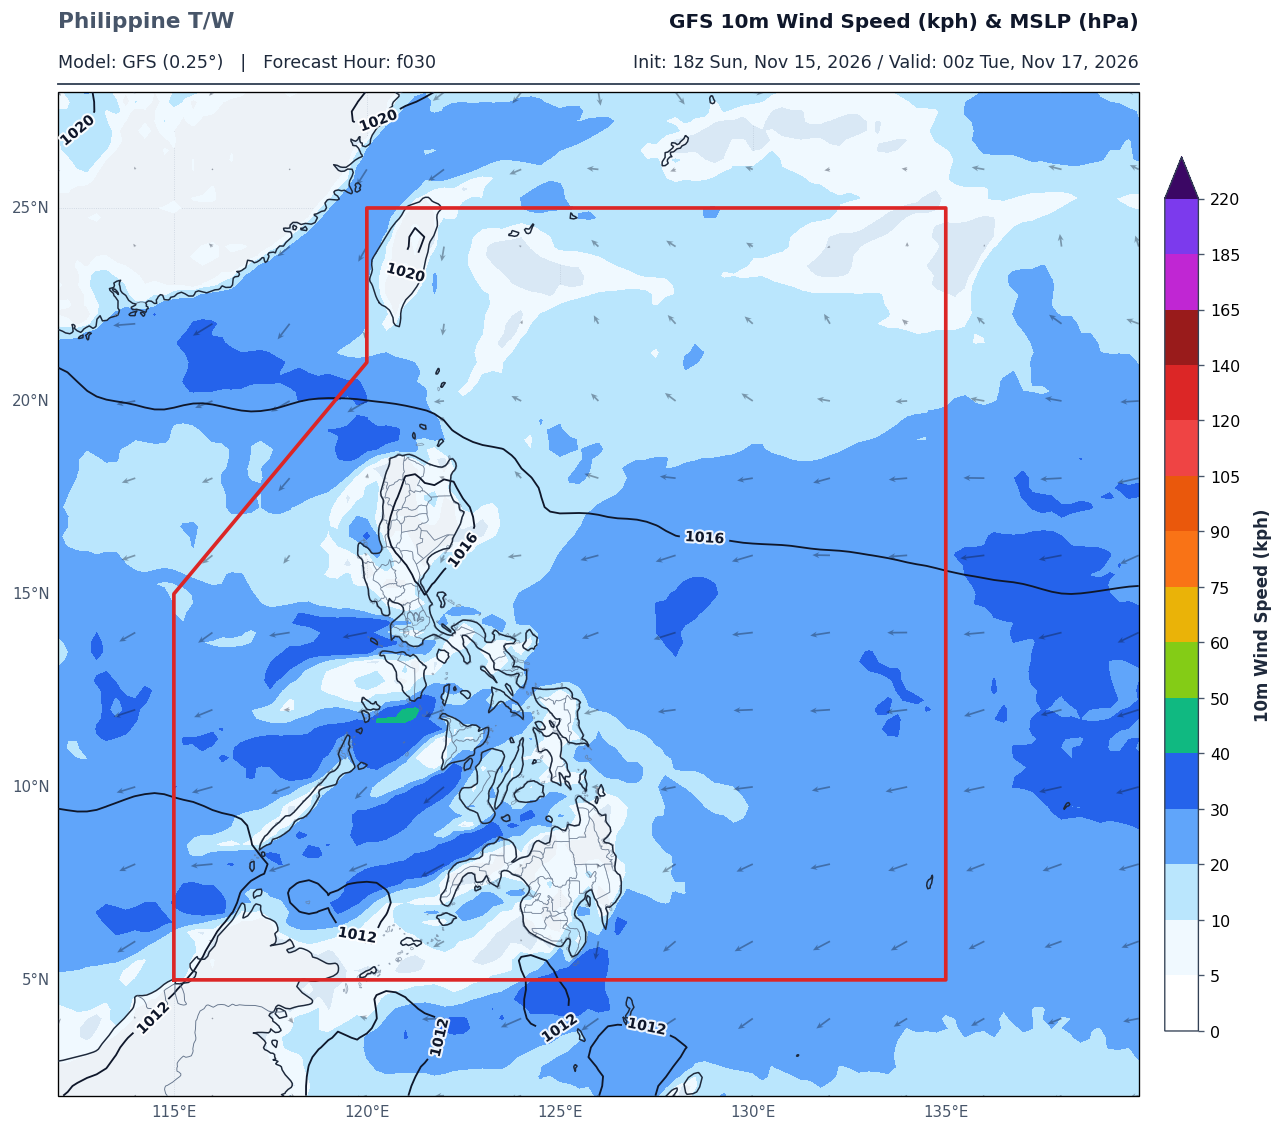 Philippine T/W
GFS 10m Wind Speed (kph) & MSLP (hPa)
Model: GFS (0.25°) | Forecast Hour: f030
Init: 18z Sun, Nov 15, 2026 / Valid: 00z Tue, Nov 17, 2026
1020
1020
1020
1016
1016
1012
1012
1012
1012
1012
25°N
20°N
15°N
10°N
5°N
115°E
120°E
125°E
130°E
135°E
220
185
165
140
120
105
90
75
60
50
40
30
20
10
5
0
10m Wind Speed (kph)